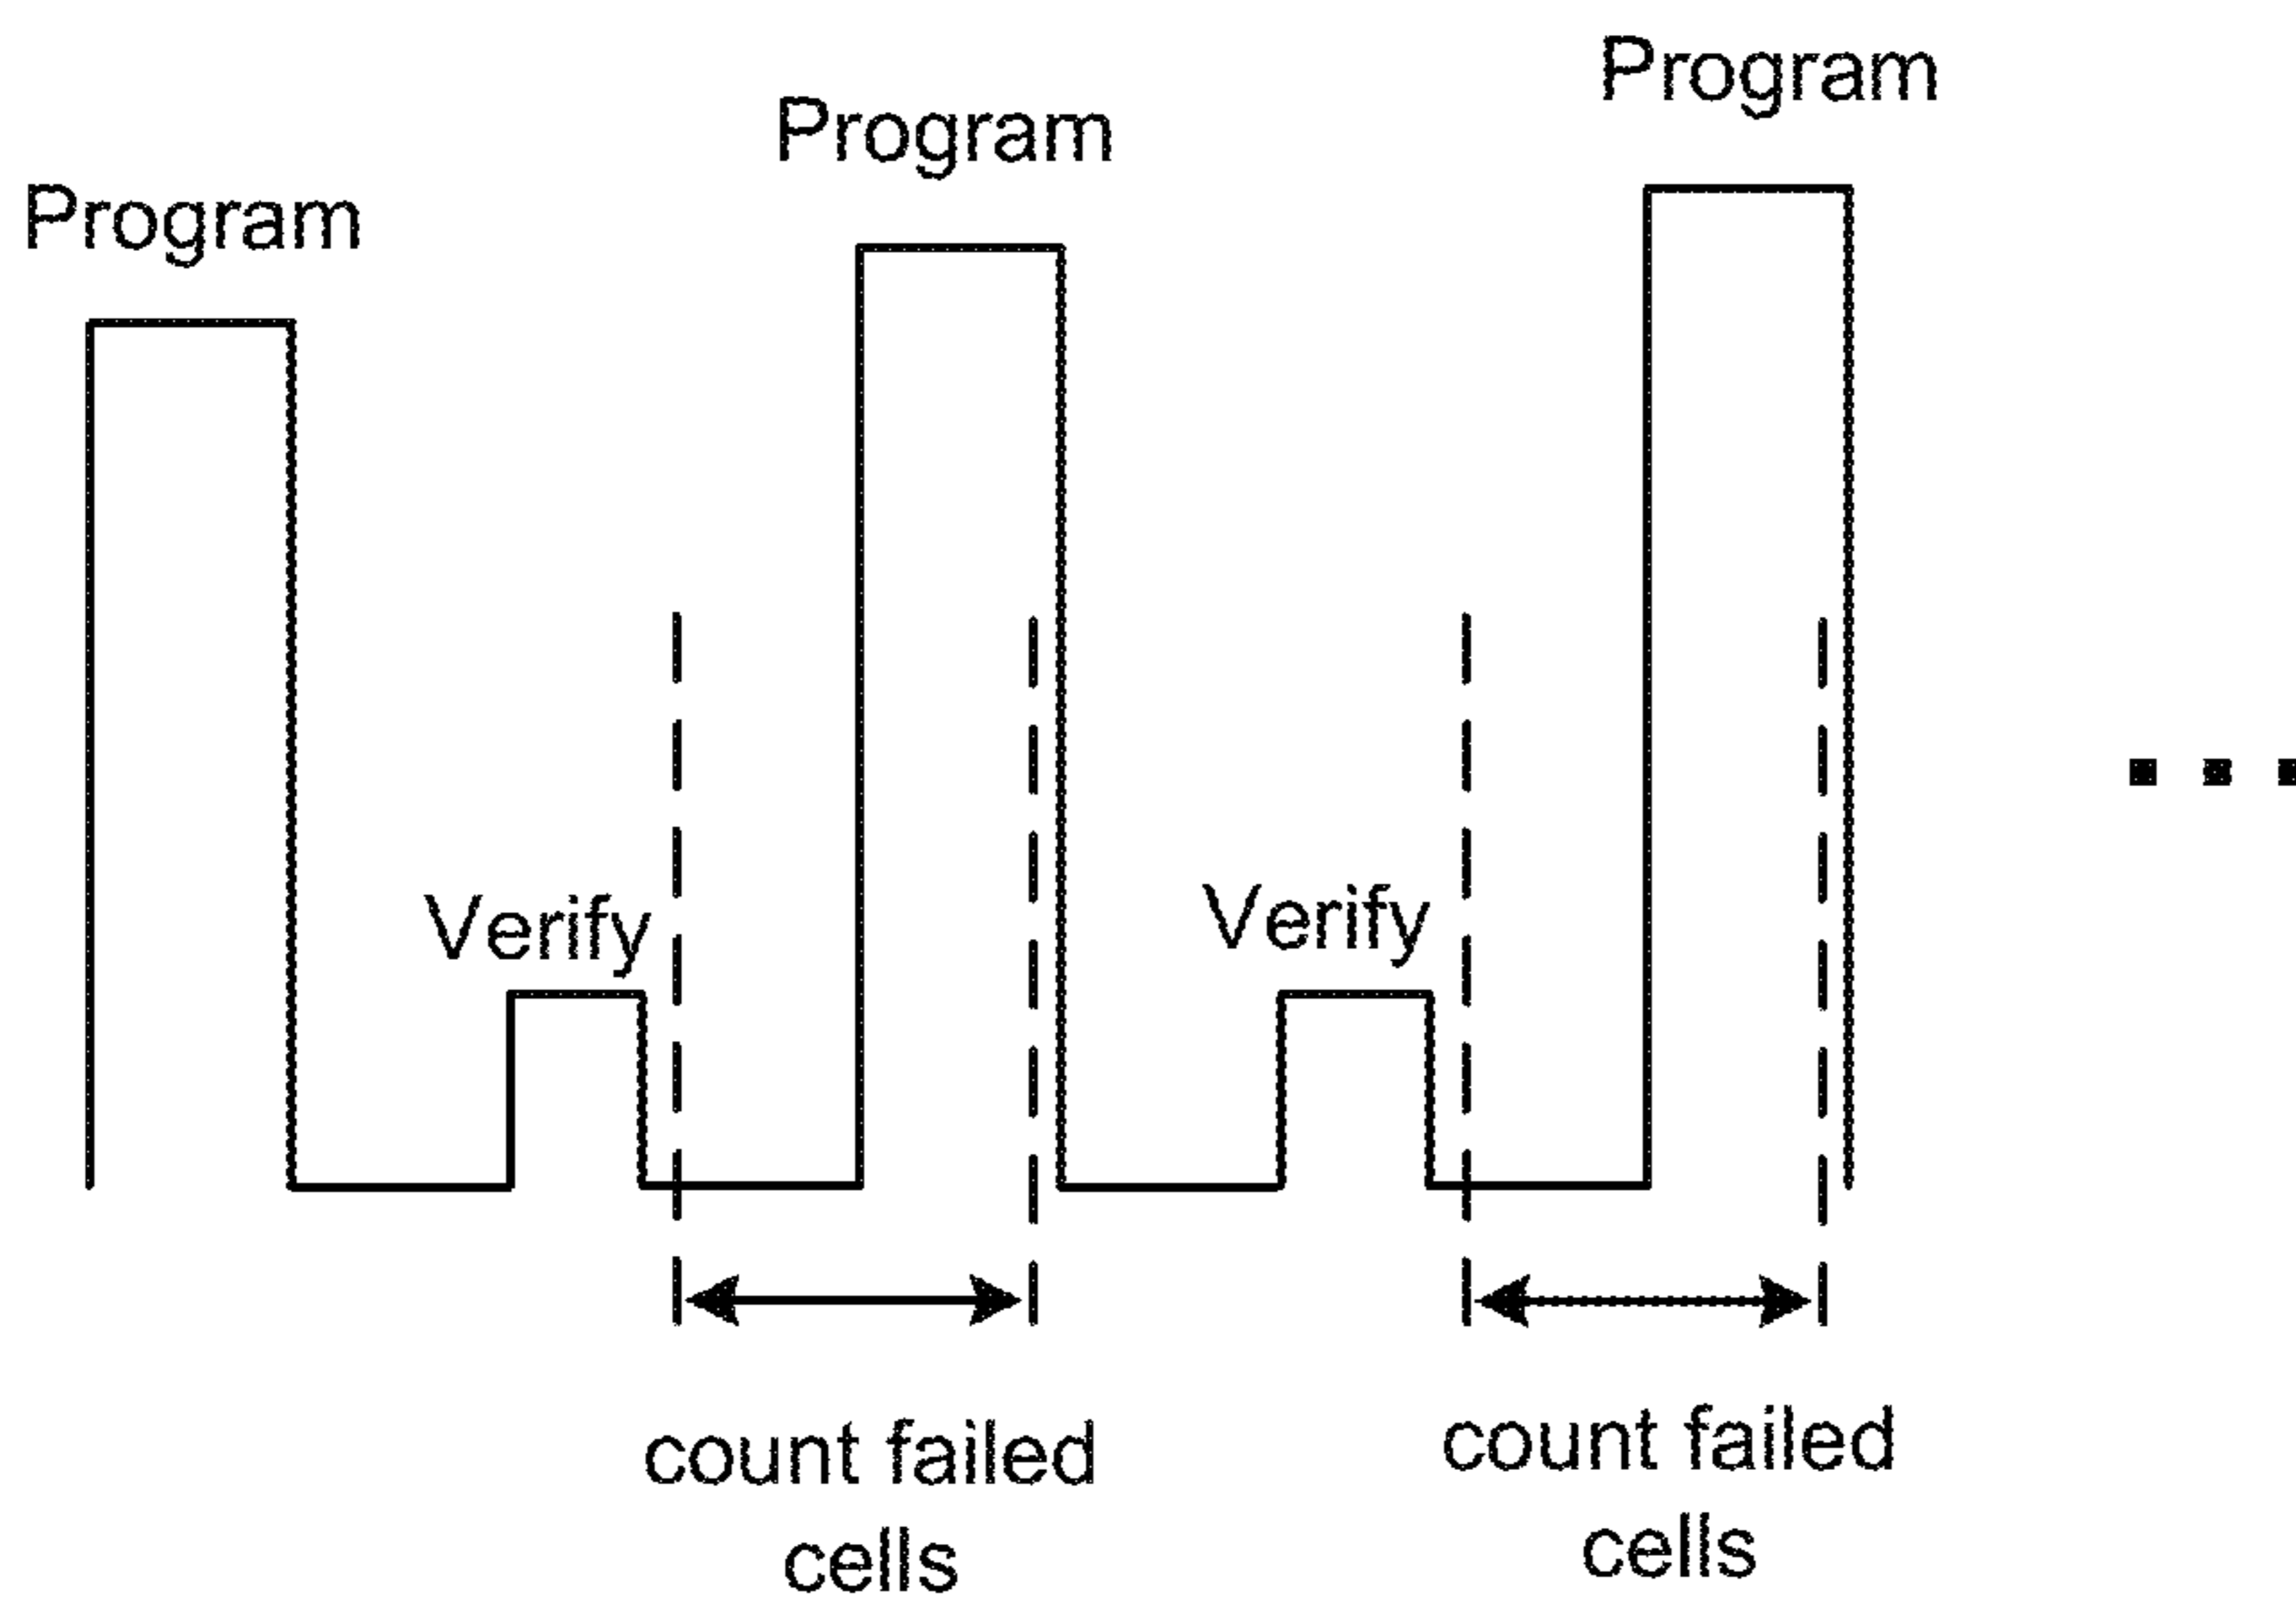 Program
Program
Program
Verify
Verify
count failed
cells
count failed
cells